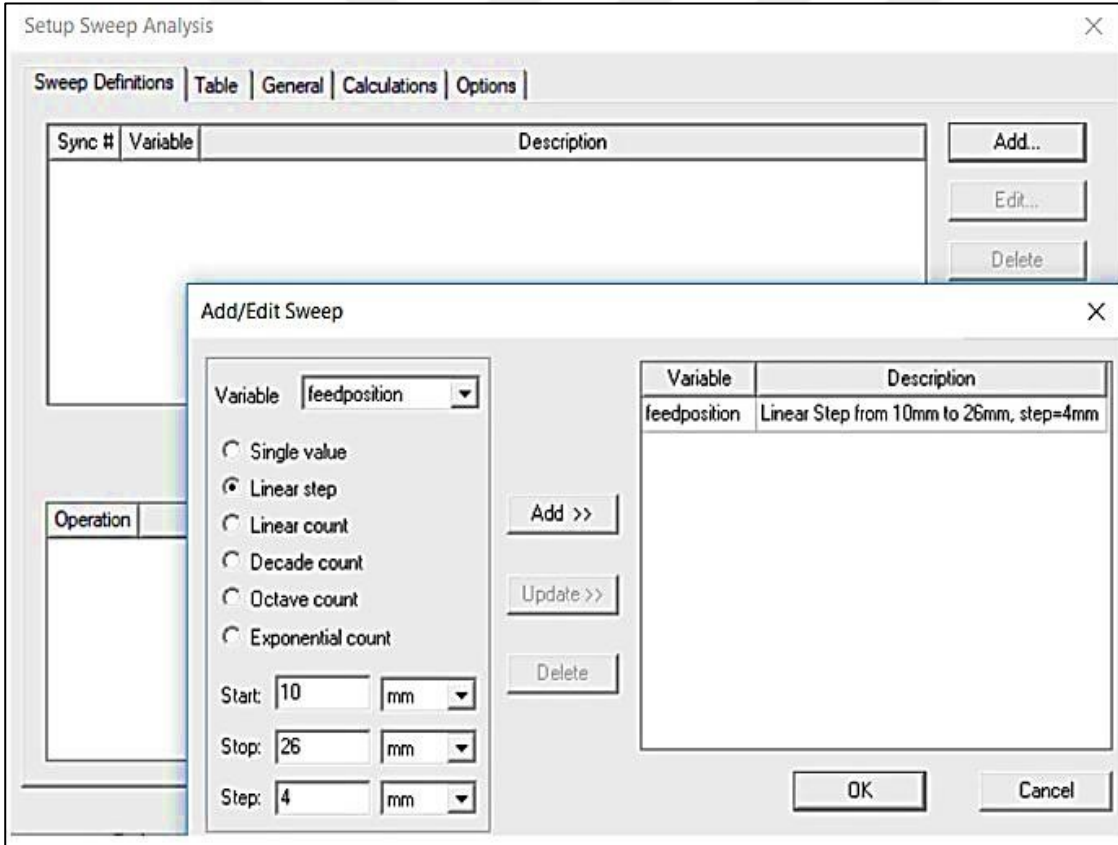 Setup Sweep Analysis
Sweep Definitions Table General Calculations Options
Sync # Variable Description
Add...
Edit...
Delete
Operation
Add/Edit Sweep
Variable feedposition
Single value
Linear step
Linear count
Decade count
Octave count
Exponential count
Start: 10 mm
Stop: 26 mm
Step: 4 mm
Add >>
Update >>
Delete
Variable Description
feedposition Linear Step from 10mm to 26mm, step=4mm
OK Cancel